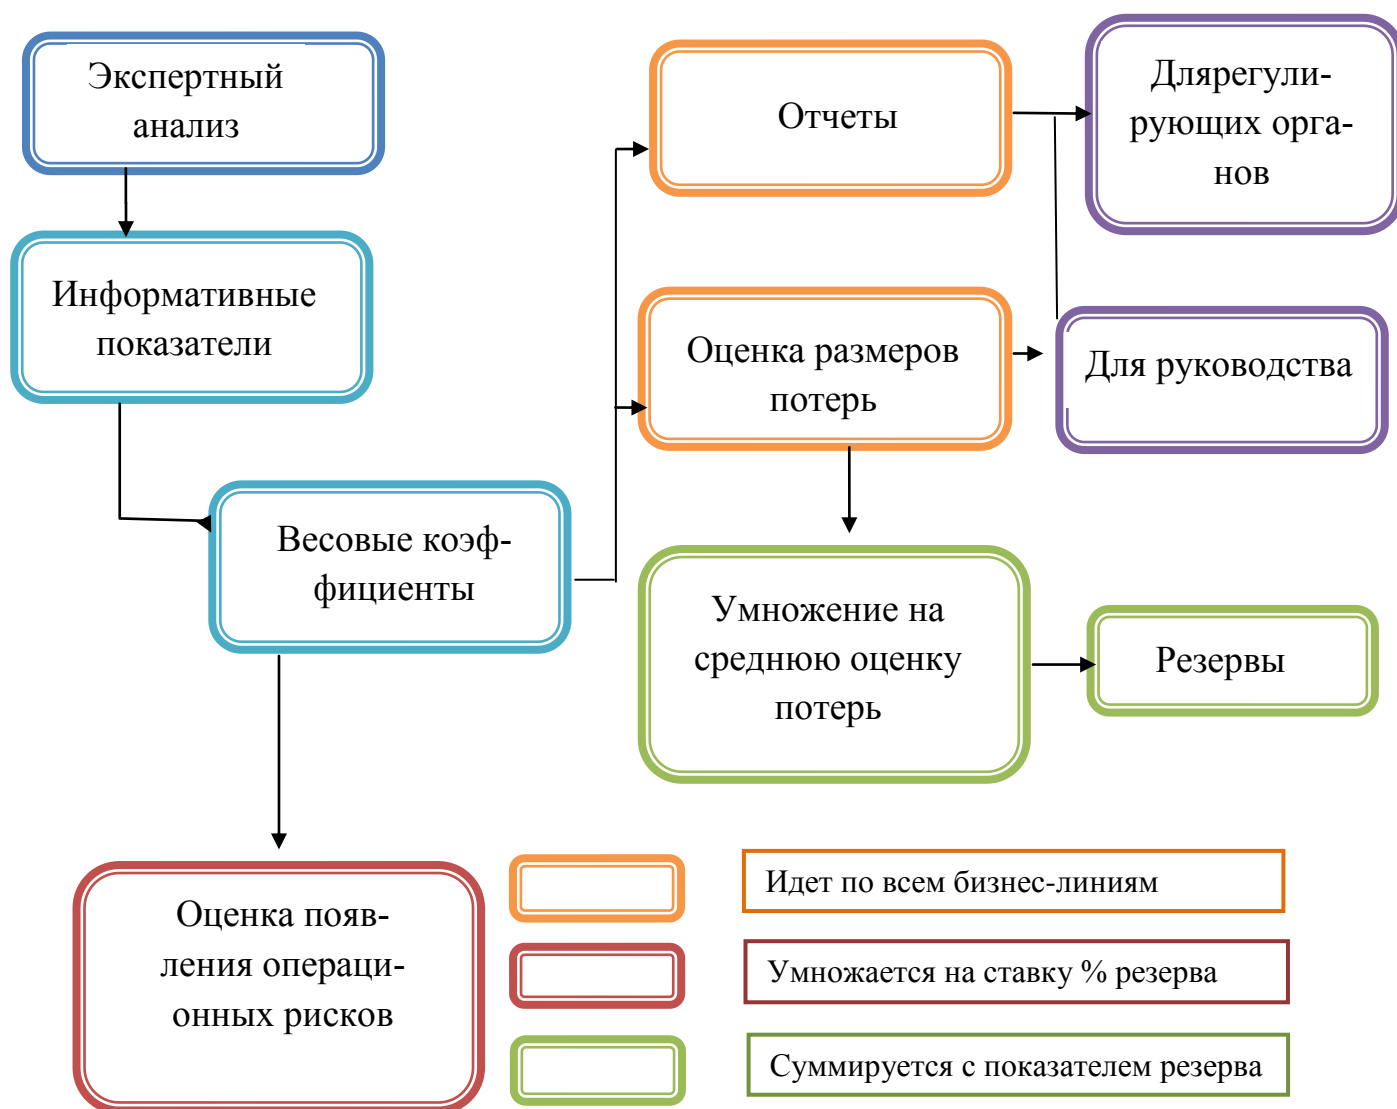 Экспертный
анализ
Отчеты
Длярегули-
рующих орга-
нов
Информативные
показатели
Оценка размеров
потерь
Для руководства
Весовые коэф-
фициенты
Умножение на
среднюю оценку
потерь
Резервы
Оценка появ-
ления операци-
онных рисков
Идет по всем бизнес-линиям
Умножается на ставку % резерва
Суммируется с показателем резерва